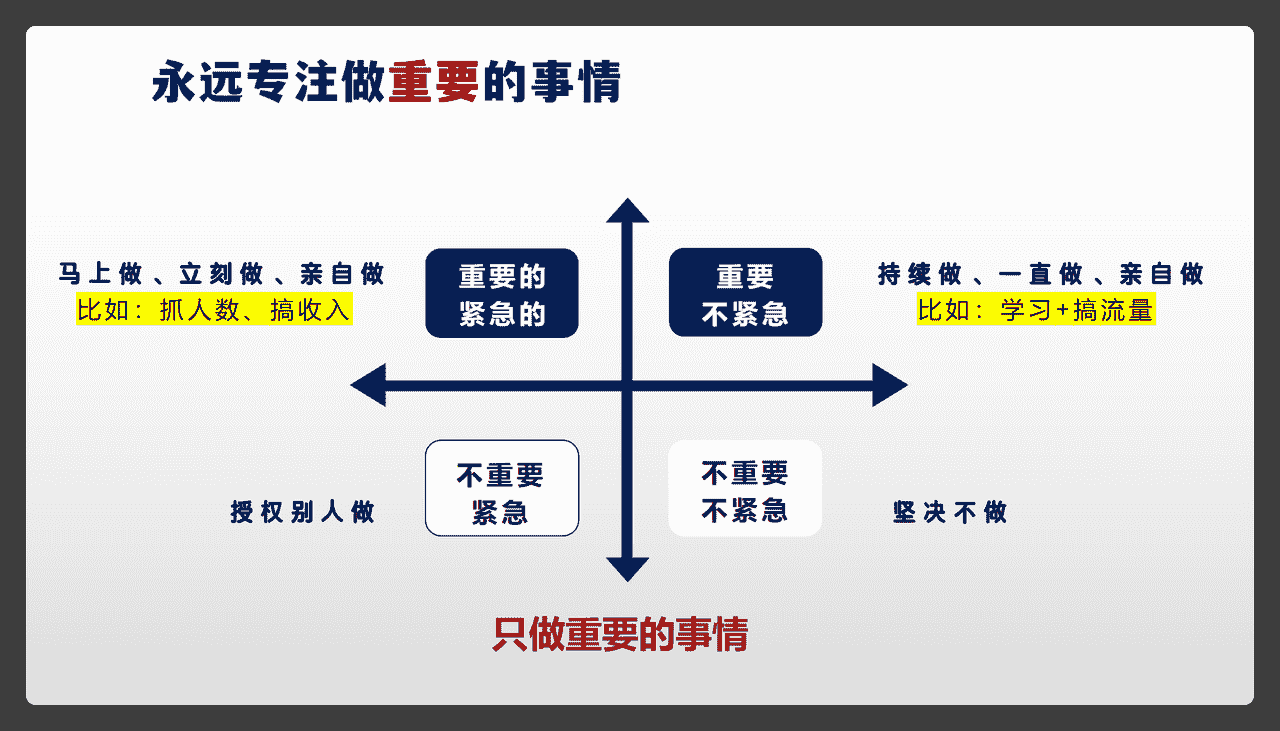 永远专注做重要的事情
马上做、立刻做、亲自做
比如：抓人数、搞收入
重要的
紧急的
重要
不紧急
持续做、一直做、亲自做
比如：学习+搞流量
授权别人做
不重要
紧急
不重要
不紧急
坚决不做
只做重要的事情